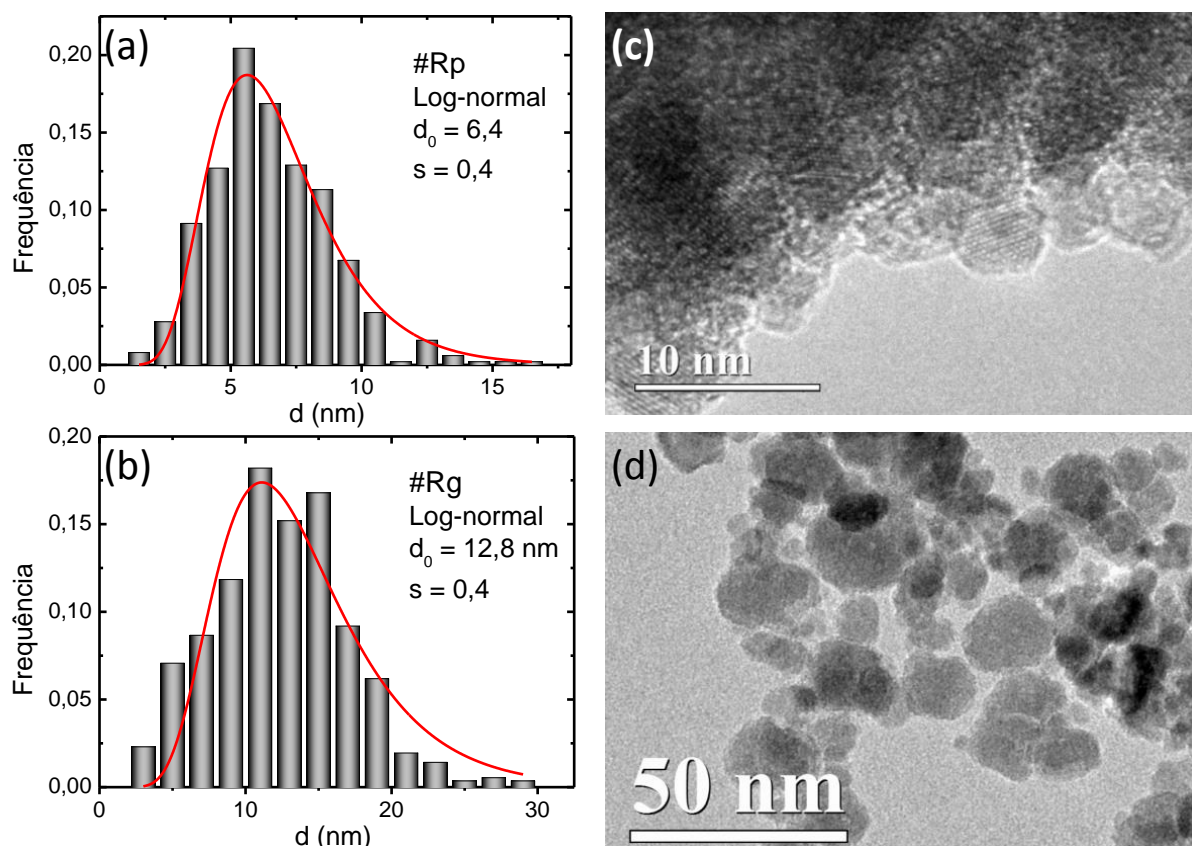 (a)
#Rp
Log-normal
d₀ = 6,4
s = 0,4
Frequência
0,20
0,15
0,10
0,05
0,00
0 5 10 15
d (nm)
(b)
#Rg
Log-normal
d₀ = 12,8 nm
s = 0,4
Frequência
0,20
0,15
0,10
0,05
0,00
0 10 20 30
d (nm)
(c)
10 nm
(d)
50 nm